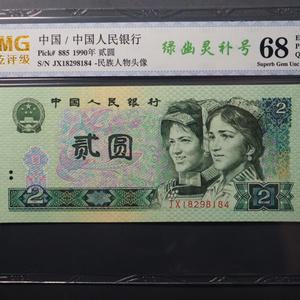 MG
评级
中国 / 中国人民银行
Pick# 885 1990年 贰圆
S/N JX18298184 -民族人物头像
绿幽灵补号
68
Superb Gem Unc
中国人民银行
贰圆
2
2
JX18298184